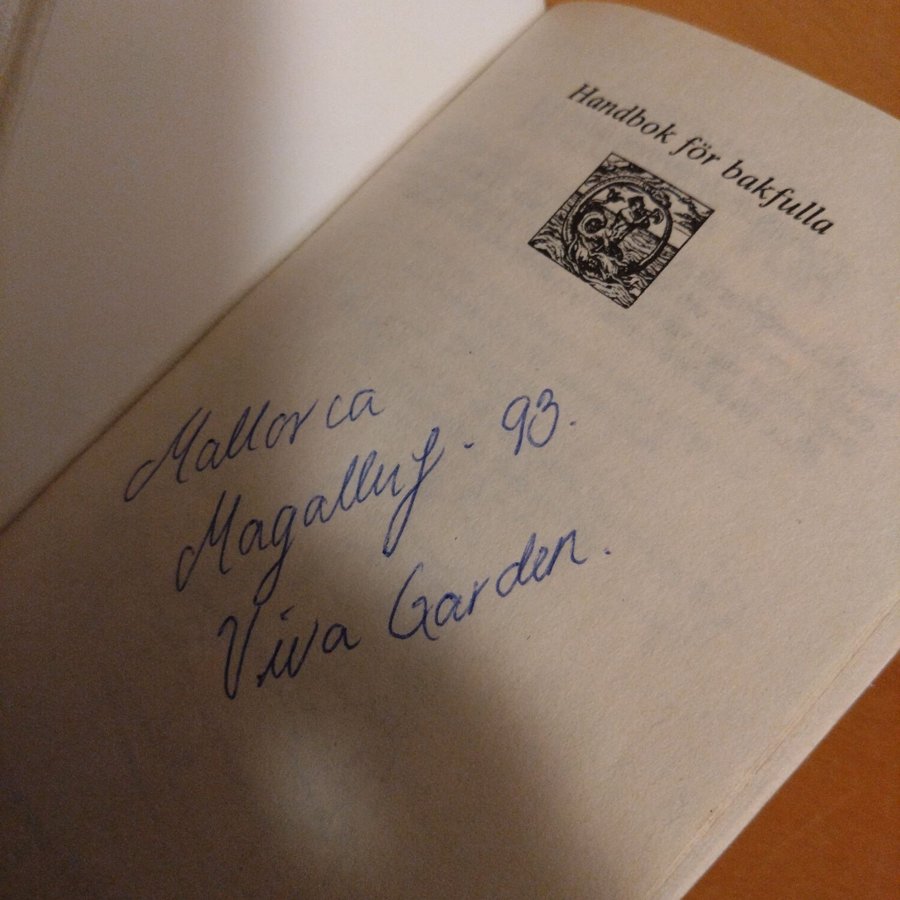 Handbok för bakfulla
Mallorca
Magalluf - 93.
Viva Garden.